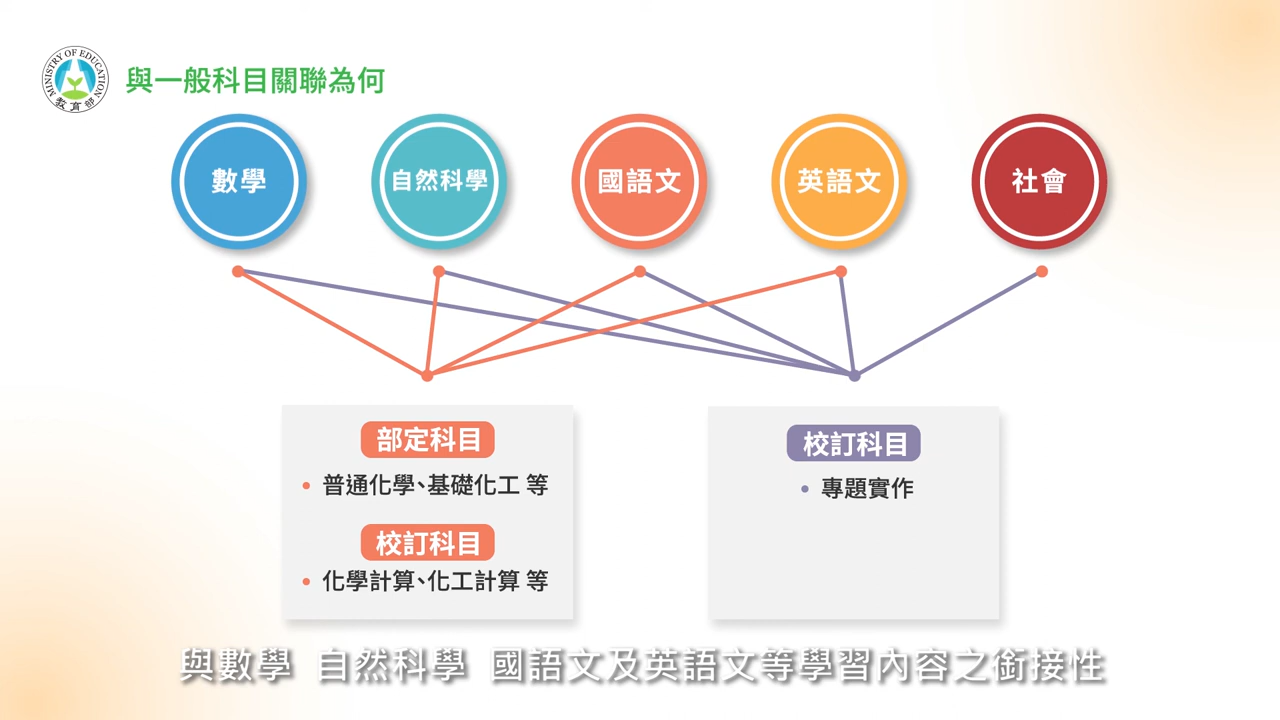 MINISTRY OF EDUCATION
教育部
與一般科目關聯為何
數學
自然科學
國語文
英語文
社會
部定科目
• 普通化學、基礎化工 等
校訂科目
• 化學計算、化工計算 等
校訂科目
• 專題實作
與數學 自然科學 國語文及英語文等學習內容之銜接性